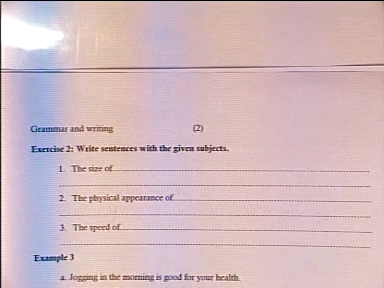 Grammar and writing (2)
Exercise 2: Write sentences with the given subjects.
1. The size of
2. The physical appearance of
3. The speed of
Example 3
a. Jogging in the morning is good for your health.